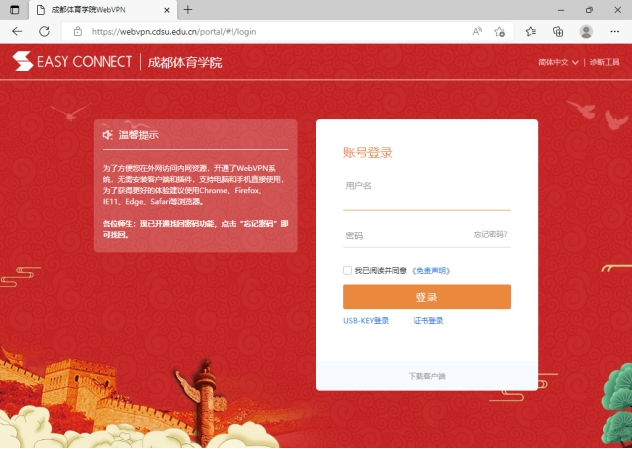 成都体育学院WebVPN
https://webvpn.cdsu.edu.cn/portal/#!/login
EASY CONNECT
成都体育学院
简体中文
诊断工具
温馨提示
为了方便您在外网访问内网资源，开通了WebVPN系
统，无需安装客户端和插件，支持电脑和手机直接使用，
为了获得更好的体验建议使用Chrome、Firefox、
IE11、Edge、Safari等浏览器。
各位师生：现已开通找回密码功能，点击“忘记密码”即
可找回。
账号登录
用户名
密码
忘记密码?
我已阅读并同意 《免责声明》
登录
USB-KEY登录
证书登录
下载客户端